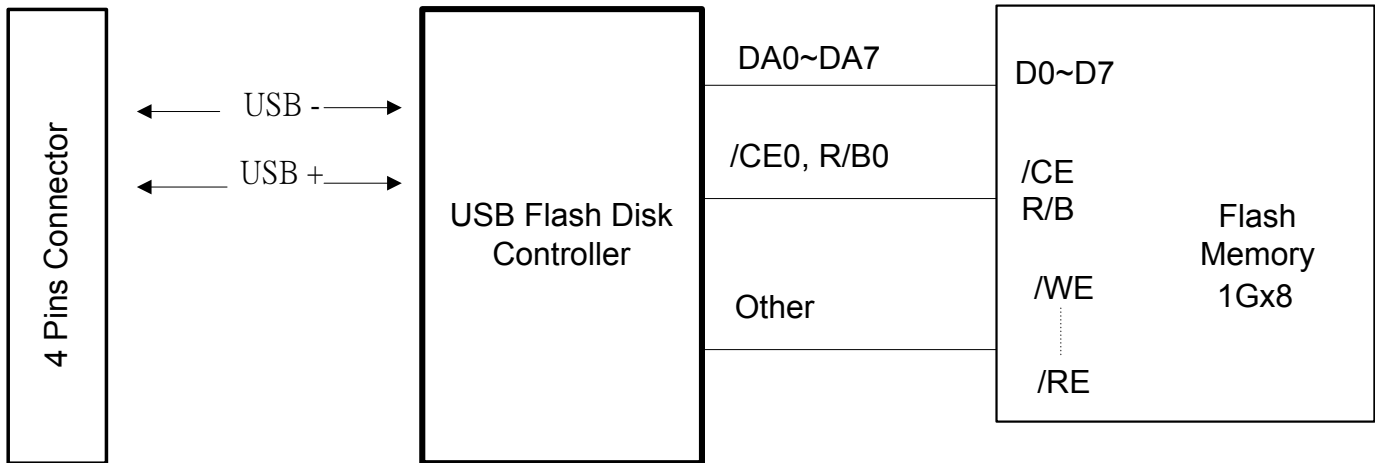 4 Pins Connector
USB -
USB +
USB Flash Disk
Controller
DA0~DA7
/CE0, R/B0
Other
D0~D7
/CE
R/B
/WE
/RE
Flash
Memory
1Gx8